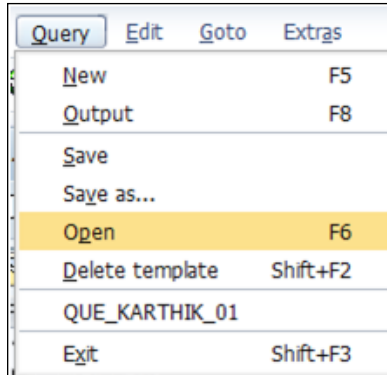 Query Edit Goto Extras
New F5
Output F8
Save
Save as...
Open F6
Delete template Shift+F2
QUE_KARTHIK_01
Exit Shift+F3